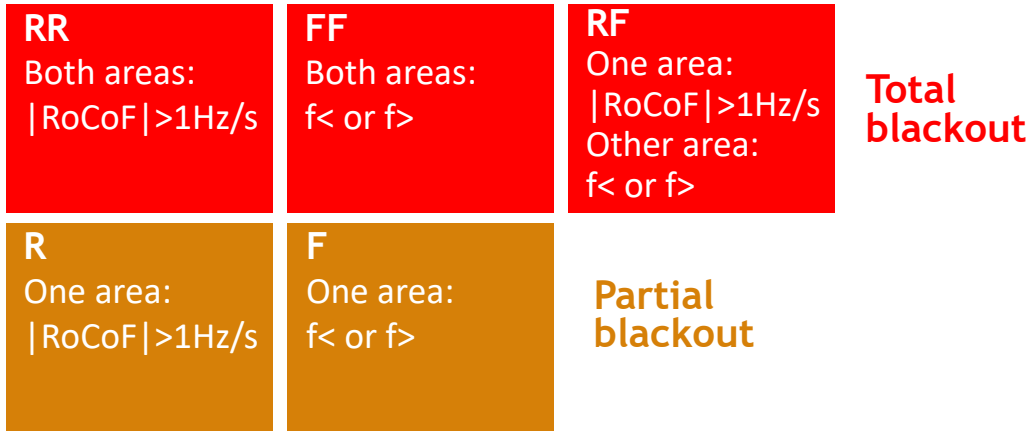 RR
Both areas:
|RoCoF|>1Hz/s
FF
Both areas:
f< or f>
RF
One area:
|RoCoF|>1Hz/s
Other area:
f< or f>
Total
blackout
R
One area:
|RoCoF|>1Hz/s
F
One area:
f< or f>
Partial
blackout